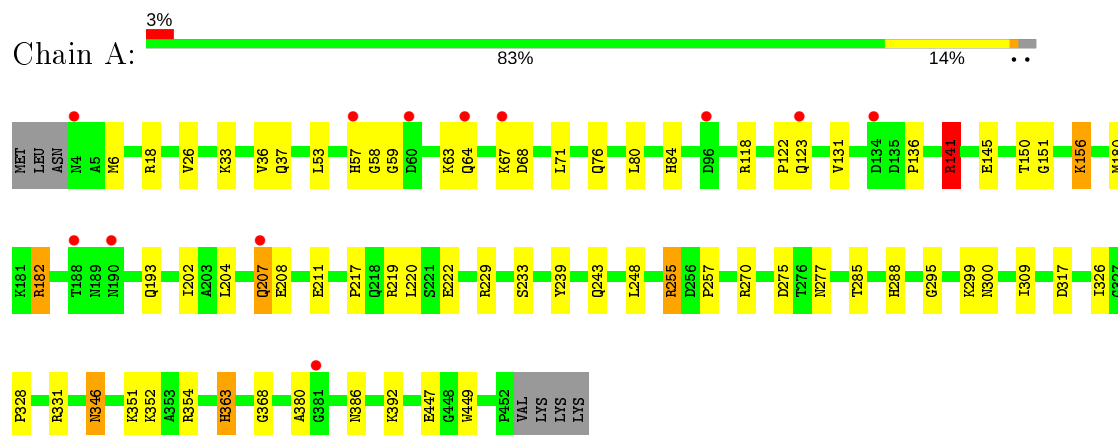 3%
Chain A:
83%
14%
MET LEU ASN N4 A5 M6 R18 V26 K33 V36 Q37 L53 H57 G58 G59 D60 K63 Q64 K67 D68 L71 Q76 L80 H84 D96 R118 P122 Q123 V131 D134 D135 P136 R141 E145 T150 G151 K156 M180
K181 R182 T188 N189 N190 Q193 I202 A203 L204 Q207 E208 E211 P217 Q218 R219 L220 S221 E222 R229 S233 Y239 Q243 L248 R255 D256 P257 R270 D275 T276 N277 T285 H288 G295 K299 N300 I309 D317 I326
P328 R331 N346 K351 K352 A353 R354 H363 G368 A380 G381 N386 K392 E447 G448 W449 P452 VAL LYS LYS LYS